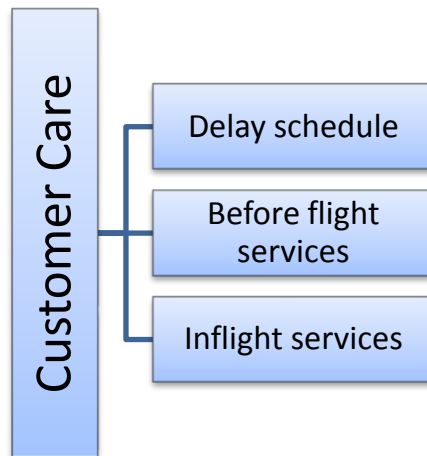 Customer Care
Delay schedule
Before flight
services
Inflight services